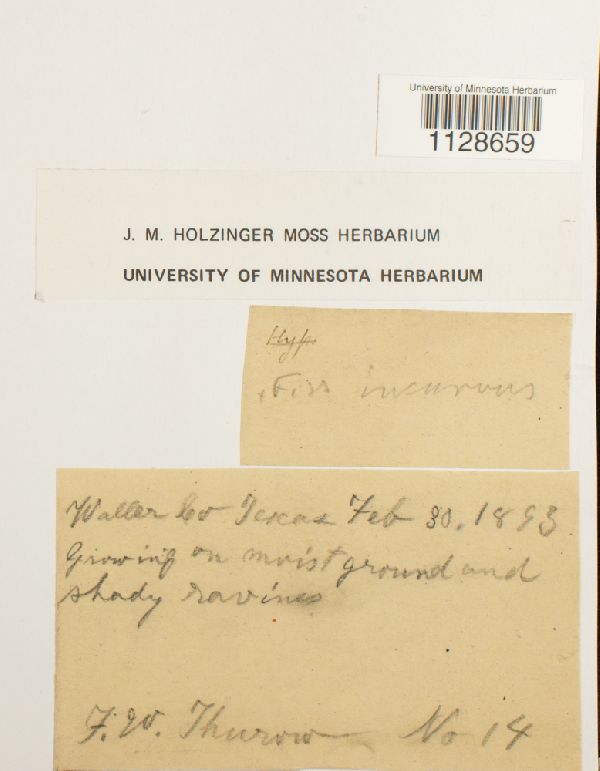 University of Minnesota Herbarium
1128659
J. M. HOLZINGER MOSS HERBARIUM
UNIVERSITY OF MINNESOTA HERBARIUM
Hyp.
Fiss incurvus
Waller Co Texas Feb 30. 1893
Growing on moist ground and
shady ravines
F. W. Thurow No 14